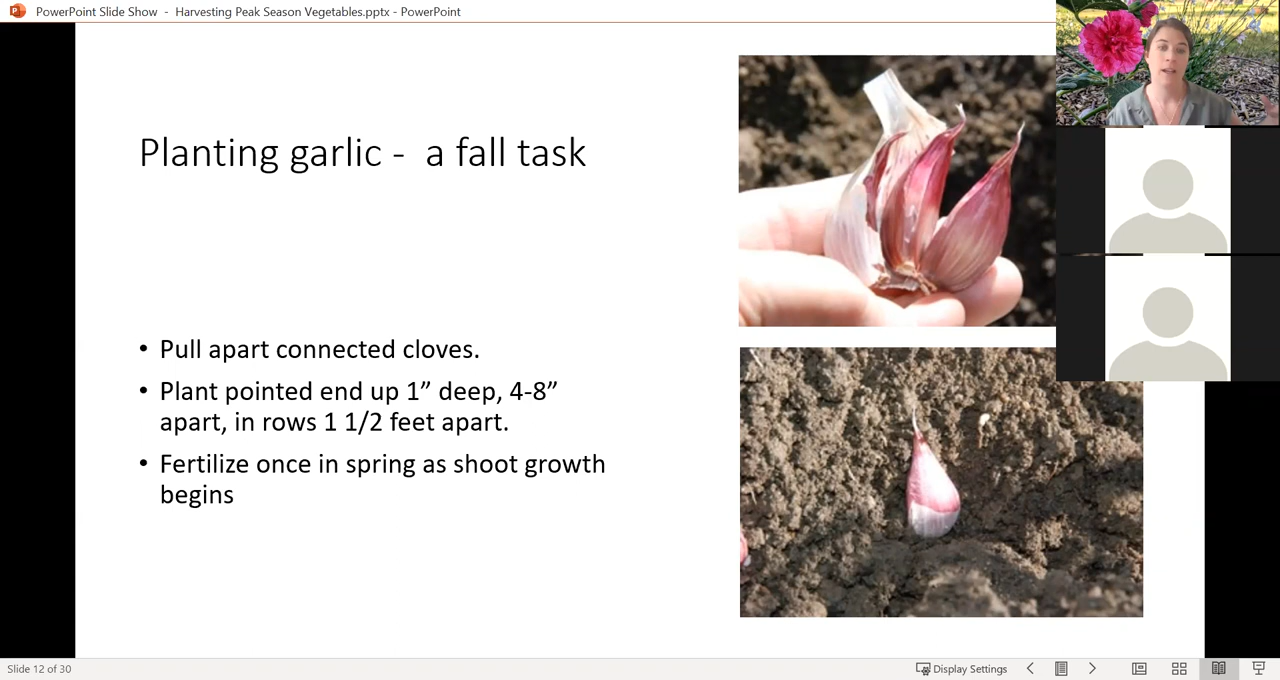 PowerPoint Slide Show - Harvesting Peak Season Vegetables.pptx - PowerPoint
Planting garlic - a fall task
• Pull apart connected cloves.
• Plant pointed end up 1” deep, 4-8”
apart, in rows 1 1/2 feet apart.
• Fertilize once in spring as shoot growth
begins
Slide 12 of 30
Display Settings